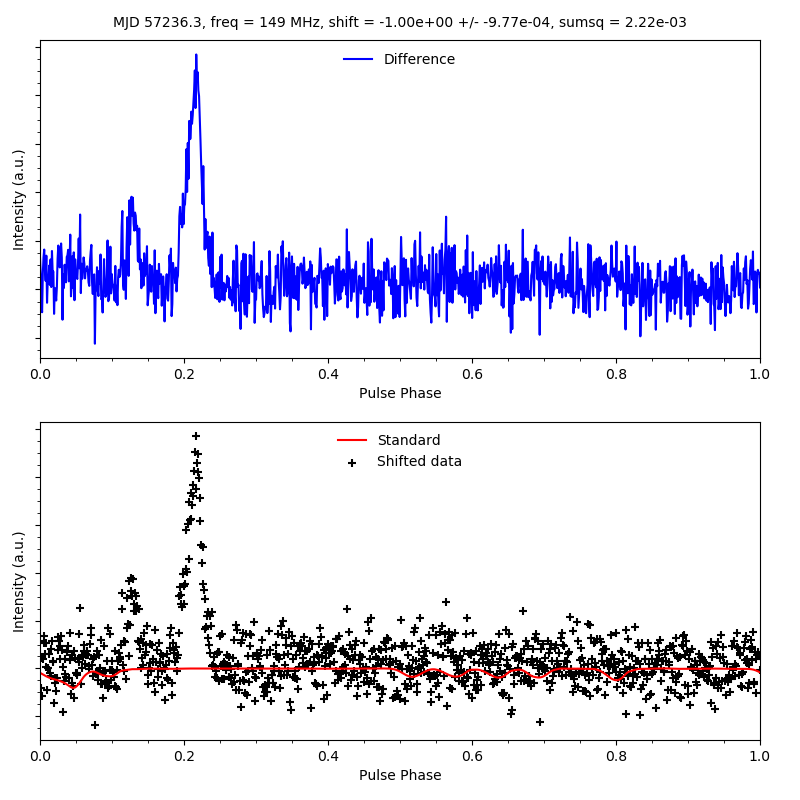 MJD 57236.3, freq = 149 MHz, shift = -1.00e+00 +/- -9.77e-04, sumsq = 2.22e-03
Difference
Intensity (a.u.)
0.0 0.2 0.4 0.6 0.8 1.0
Pulse Phase
Standard
Shifted data
Intensity (a.u.)
0.0 0.2 0.4 0.6 0.8 1.0
Pulse Phase